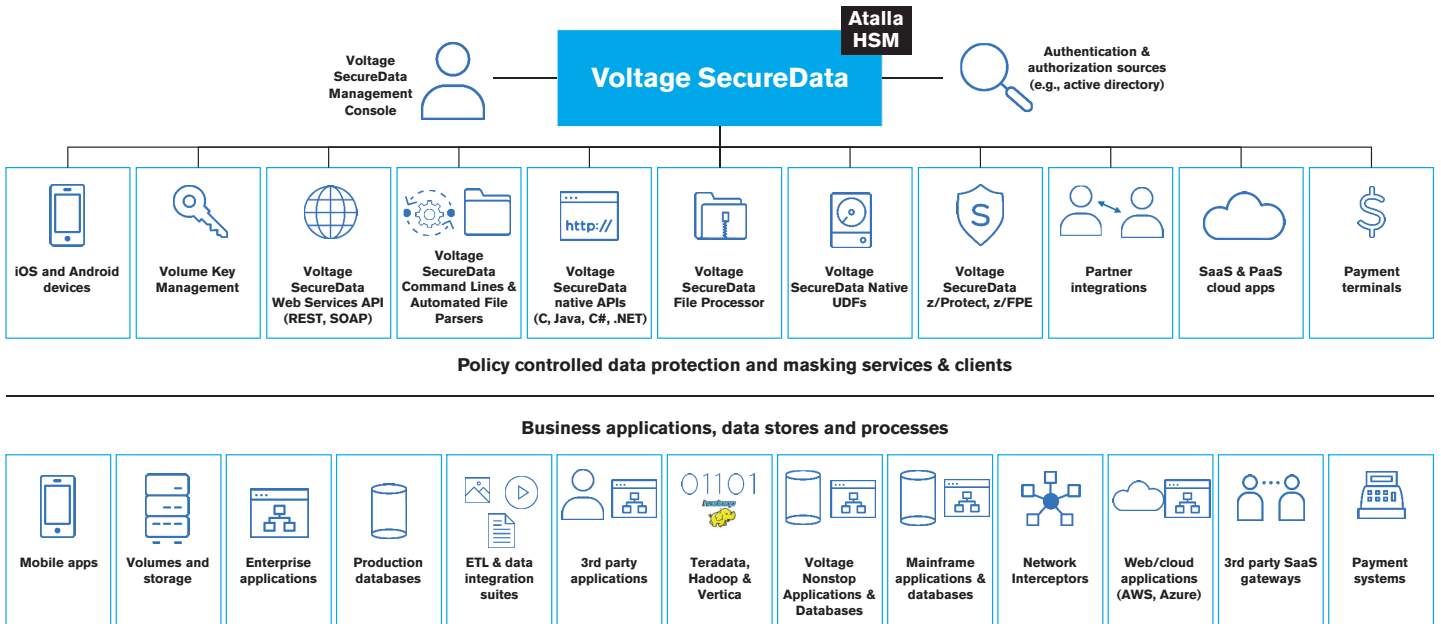 Atalla
HSM
Voltage
SecureData
Management
Console
Voltage SecureData
Authentication &
authorization sources
(e.g., active directory)
iOS and Android
devices
Volume Key
Management
Voltage
SecureData
Web Services API
(REST, SOAP)
Voltage
SecureData
Command Lines &
Automated File
Parsers
http://
Voltage
SecureData
native APIs
(C, Java, C#, .NET)
Voltage
SecureData
File Processor
Voltage
SecureData Native
UDFs
S
Voltage
SecureData
z/Protect, z/FPE
Partner
integrations
SaaS & PaaS
cloud apps
$
Payment
terminals
Policy controlled data protection and masking services & clients
Business applications, data stores and processes
Mobile apps
Volumes and
storage
Enterprise
applications
Production
databases
ETL & data
integration
suites
3rd party
applications
01101
hadoop
Teradata,
Hadoop &
Vertica
Voltage
Nonstop
Applications &
Databases
Mainframe
applications &
databases
Network
Interceptors
Web/cloud
applications
(AWS, Azure)
3rd party SaaS
gateways
Payment
systems